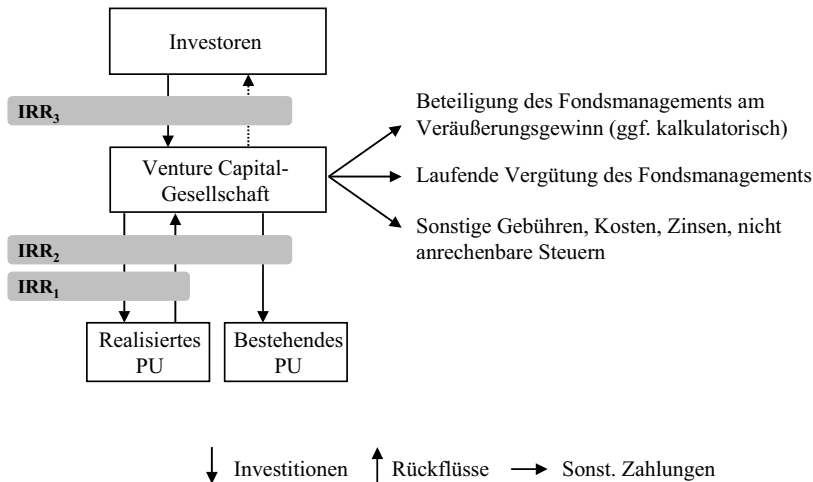 Investoren
IRR3
Beteiligung des Fondsmanagements am
Veräußerungsgewinn (ggf. kalkulatorisch)
Venture Capital-
Gesellschaft
Laufende Vergütung des Fondsmanagements
Sonstige Gebühren, Kosten, Zinsen, nicht
anrechenbare Steuern
IRR2
IRR1
Realisiertes
PU
Bestehendes
PU
Investitionen Rückflüsse Sonst. Zahlungen